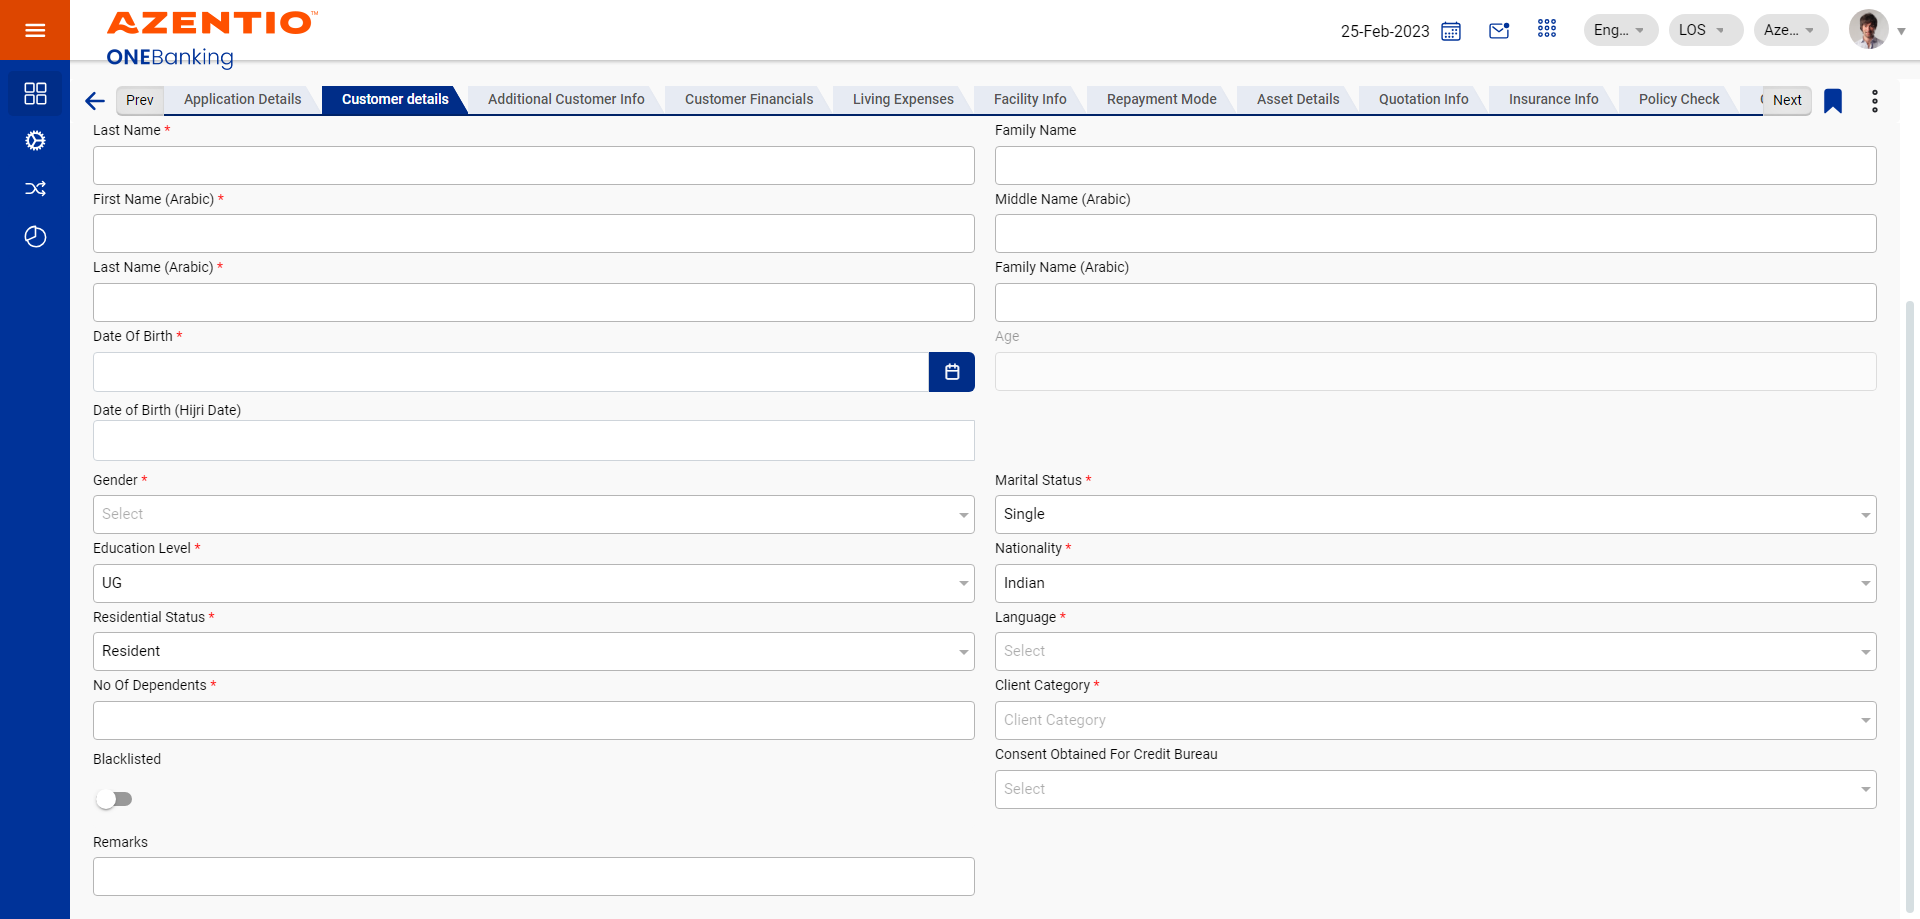 AZENTIO™
ONEBanking
25-Feb-2023
Eng...
LOS
Aze...
Prev
Application Details
Customer details
Additional Customer Info
Customer Financials
Living Expenses
Facility Info
Repayment Mode
Asset Details
Quotation Info
Insurance Info
Policy Check
Next
Last Name *
Family Name
First Name (Arabic) *
Middle Name (Arabic)
Last Name (Arabic) *
Family Name (Arabic)
Date Of Birth *
Age
Date of Birth (Hijri Date)
Gender *
Marital Status *
Select
Single
Education Level *
Nationality *
UG
Indian
Residential Status *
Language *
Resident
Select
No Of Dependents *
Client Category *
Client Category
Blacklisted
Consent Obtained For Credit Bureau
Select
Remarks